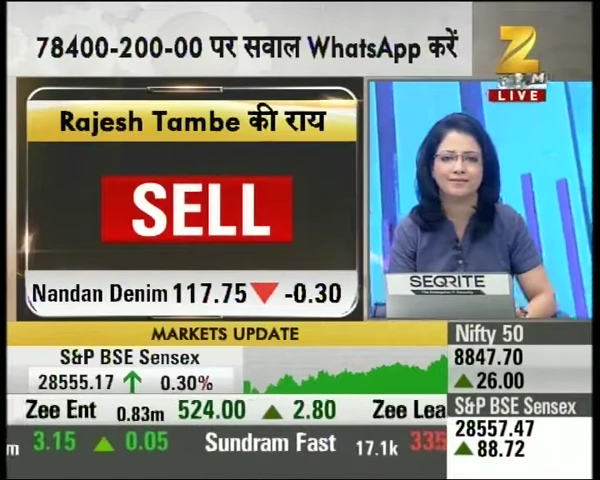 78400-200-00 पर सवाल WhatsApp करें
LIVE
Rajesh Tambe की राय
SELL
Nandan Denim 117.75 ▼ -0.30
SEQRITE
MARKETS UPDATE
S&P BSE Sensex
28555.17 ↑ 0.30%
Nifty 50
8847.70
▲ 26.00
Zee Ent 0.83m 524.00 ▲ 2.80 Zee Lea
S&P BSE Sensex
28557.47
▲ 88.72
m 3.15 ▲ 0.05 Sundram Fast 17.1k 335